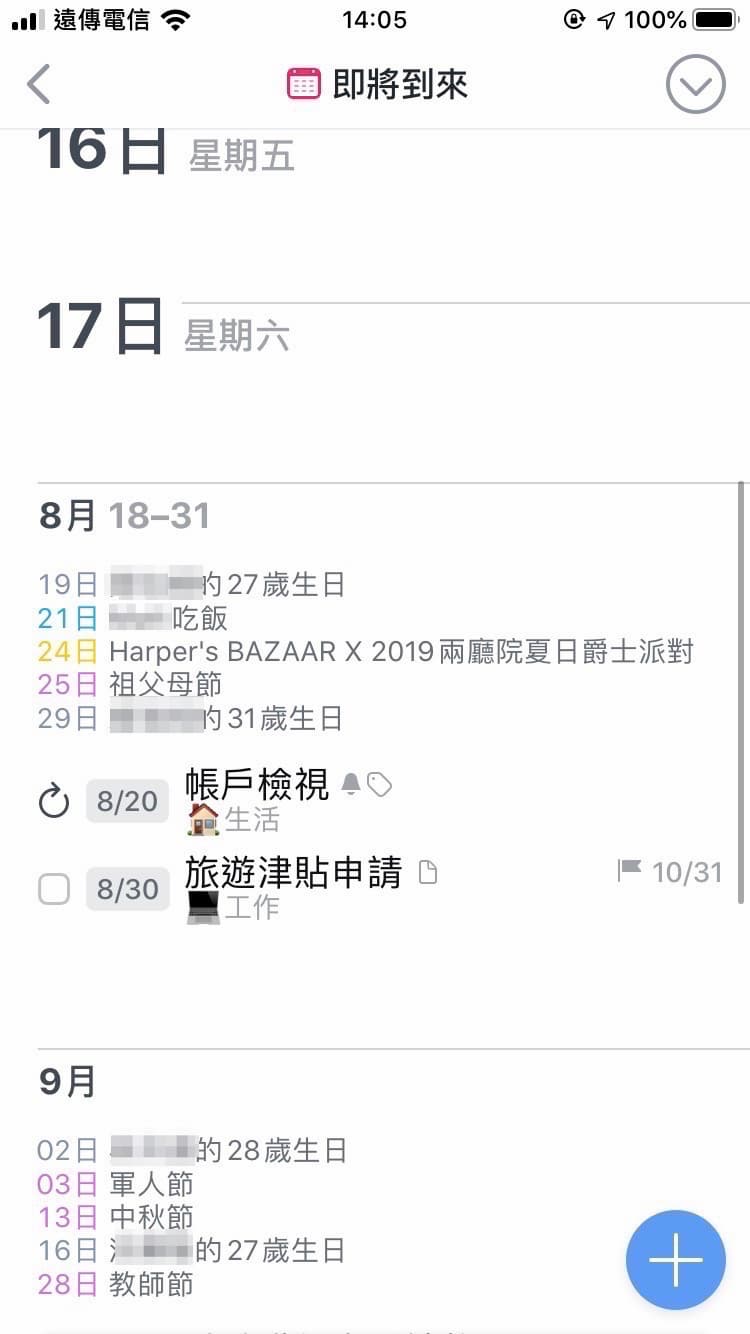 遠傳電信 14:05 100%
即將到來
16日 星期五
17日 星期六
8月 18–31
19日 的27歲生日
21日 吃飯
24日 Harper's BAZAAR X 2019兩廳院夏日爵士派對
25日 祖父母節
29日 的31歲生日
8/20 帳戶檢視
生活
8/30 旅遊津貼申請 10/31
工作
9月
02日 的28歲生日
03日 軍人節
13日 中秋節
16日 的27歲生日
28日 教師節